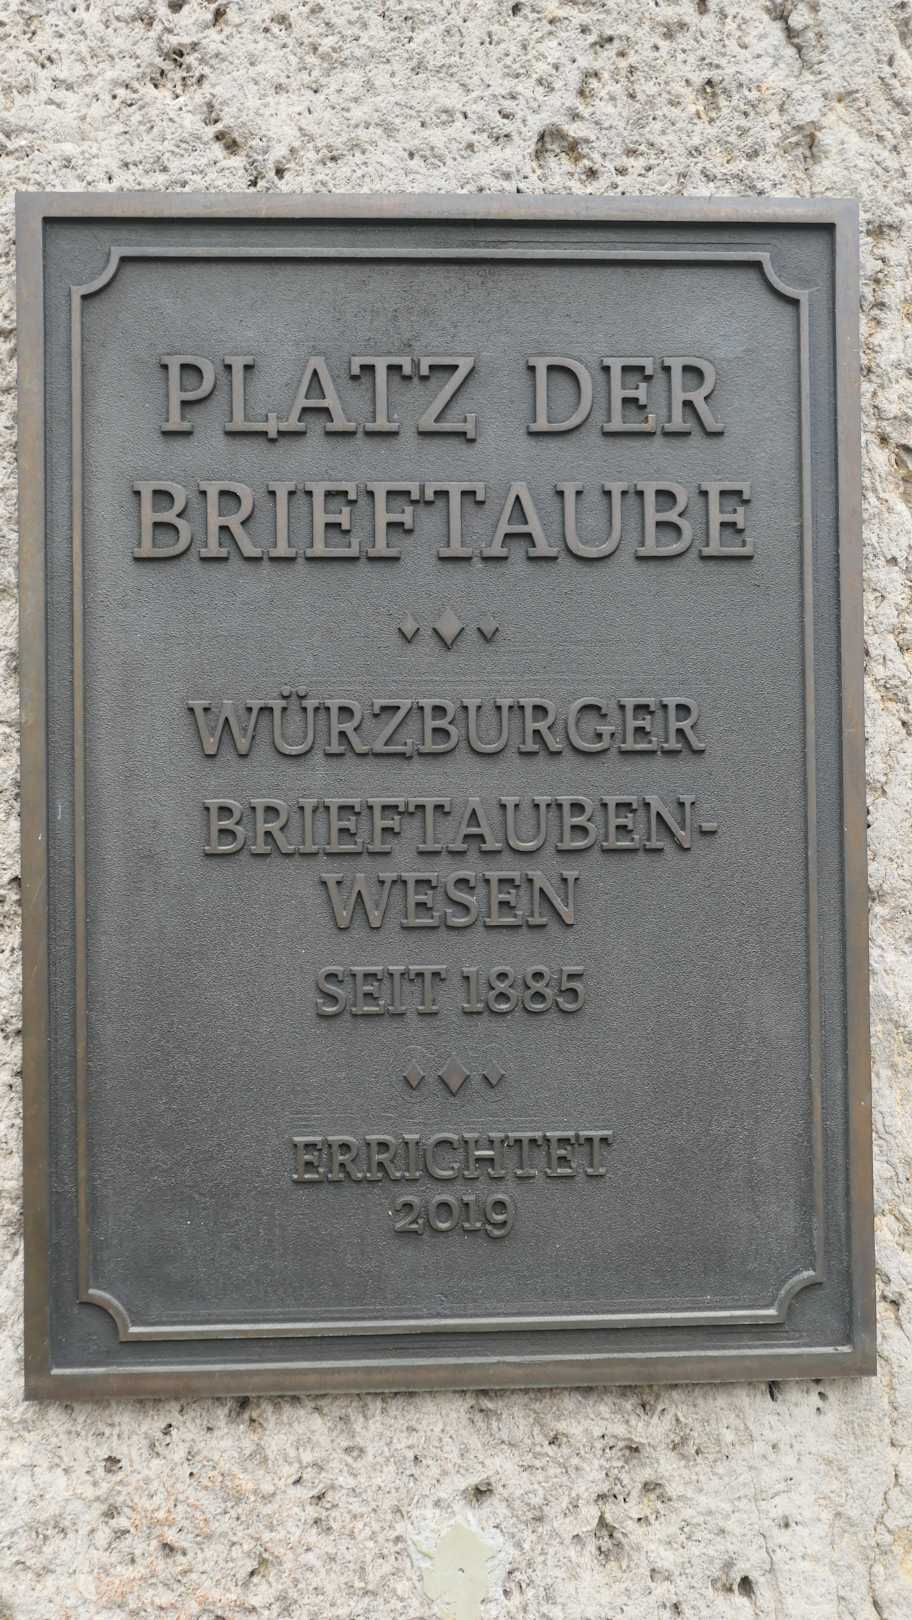 PLATZ DER
BRIEFTAUBE
WÜRZBURGER
BRIEFTAUBEN-
WESEN
SEIT 1885
ERRICHTET
2019